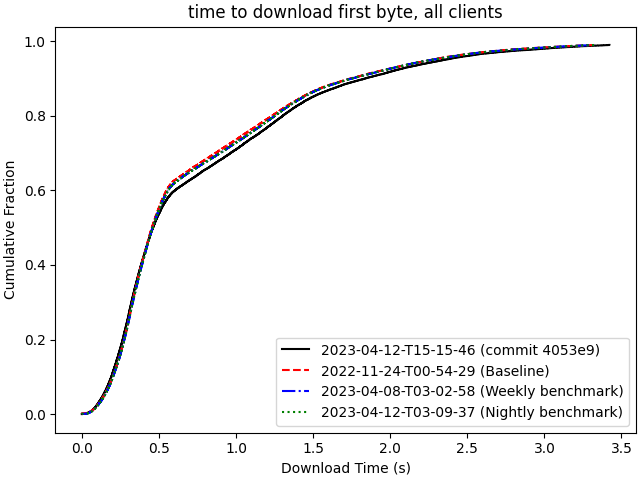 time to download first byte, all clients
1.0
0.8
0.6
0.4
0.2
0.0
Cumulative Fraction
2023-04-12-T15-15-46 (commit 4053e9)
2022-11-24-T00-54-29 (Baseline)
2023-04-08-T03-02-58 (Weekly benchmark)
2023-04-12-T03-09-37 (Nightly benchmark)
0.0 0.5 1.0 1.5 2.0 2.5 3.0 3.5
Download Time (s)